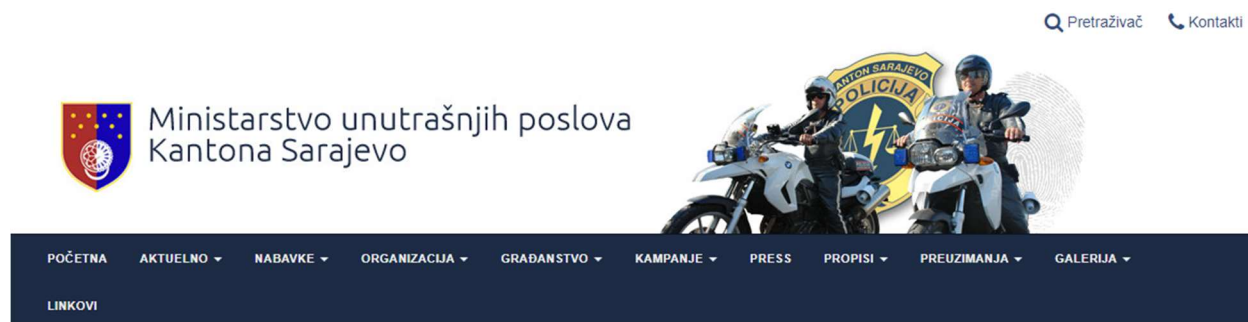 Pretraživač Kontakti
Ministarstvo unutrašnjih poslova
Kantona Sarajevo
KANTON SARAJEVO
POLICIJA
POLICIJA
POČETNA AKTUELNO NABAVKE ORGANIZACIJA GRAĐANSTVO KAMPANJE PRESS PROPISI PREUZIMANJA GALERIJA
LINKOVI